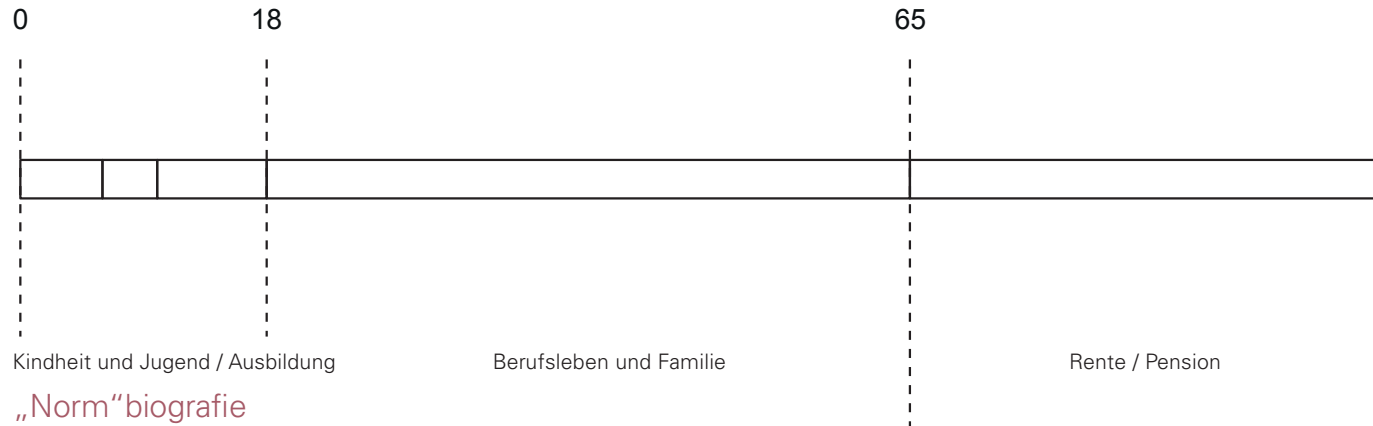 0 18 65
Kindheit und Jugend / Ausbildung Berufsleben und Familie Rente / Pension
„Norm“biografie